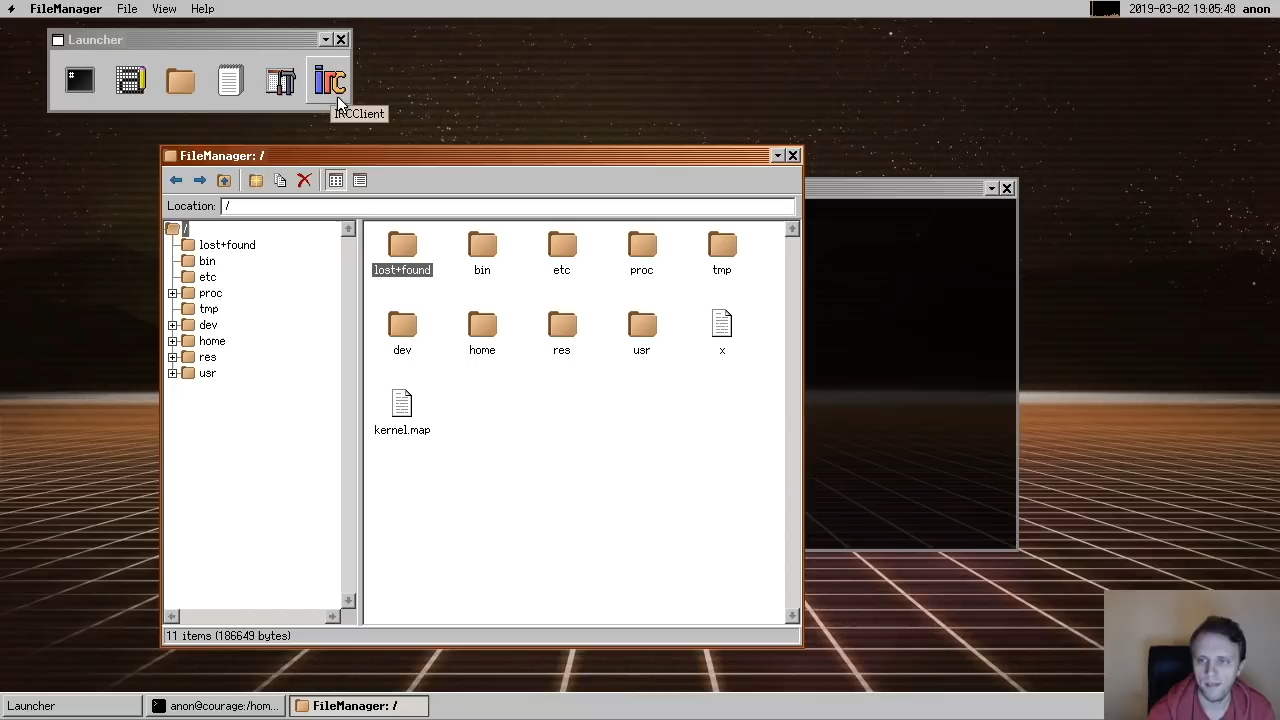 FileManager File View Help
2019-03-02 19:05:48 anon
Launcher
IRCClient
FileManager: /
Location: /
/
lost+found
bin
etc
proc
tmp
dev
home
res
usr
lost+found bin etc proc tmp
dev home res usr x
kernel.map
11 items (186649 bytes)
Launcher anon@courage:/hom... FileManager: /